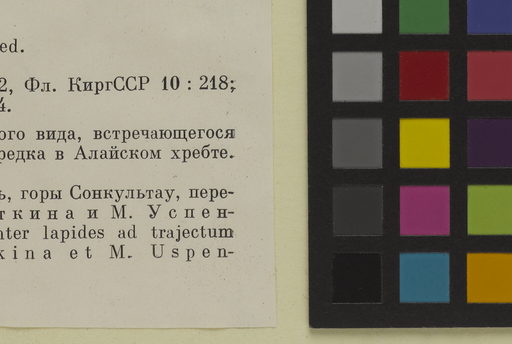 ed.
2, Фл. КиргССР 10 : 218;
4.
ого вида, встречающегося
редка в Алайском хребте.
ь, горы Сонкультау, пере-
ткина и М. Успен-
nter lapides ad trajectum
kina et M. Uspen-